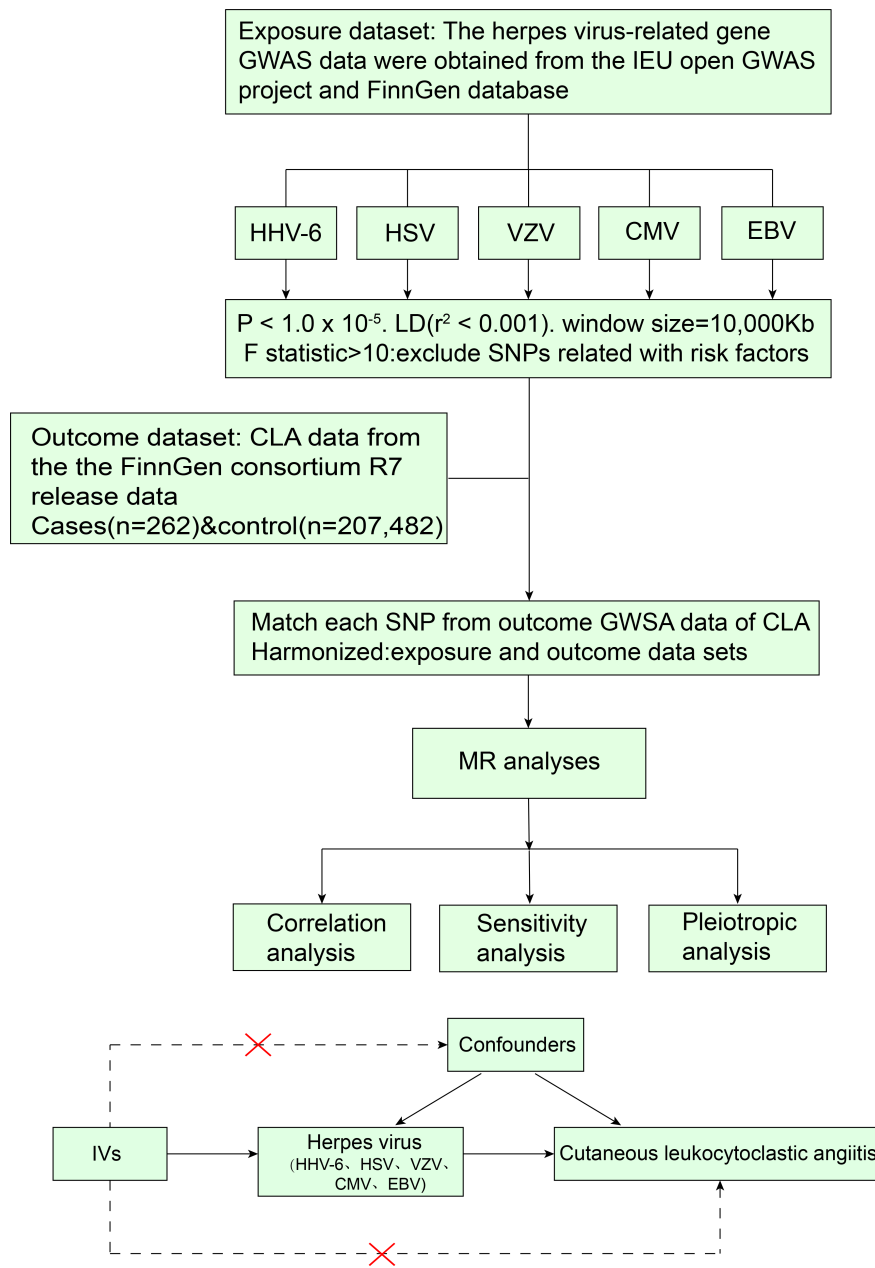 Exposure dataset: The herpes virus-related gene
GWAS data were obtained from the IEU open GWAS
project and FinnGen database
HHV-6
HSV
VZV
CMV
EBV
P < 1.0 x 10⁻⁵. LD(r² < 0.001). window size=10,000Kb
F statistic>10:exclude SNPs related with risk factors
Outcome dataset: CLA data from
the the FinnGen consortium R7
release data
Cases(n=262)&control(n=207,482)
Match each SNP from outcome GWSA data of CLA
Harmonized:exposure and outcome data sets
MR analyses
Correlation
analysis
Sensitivity
analysis
Pleiotropic
analysis
Confounders
IVs
Herpes virus
(HHV-6、HSV、VZV、
CMV、EBV)
Cutaneous leukocytoclastic angiitis